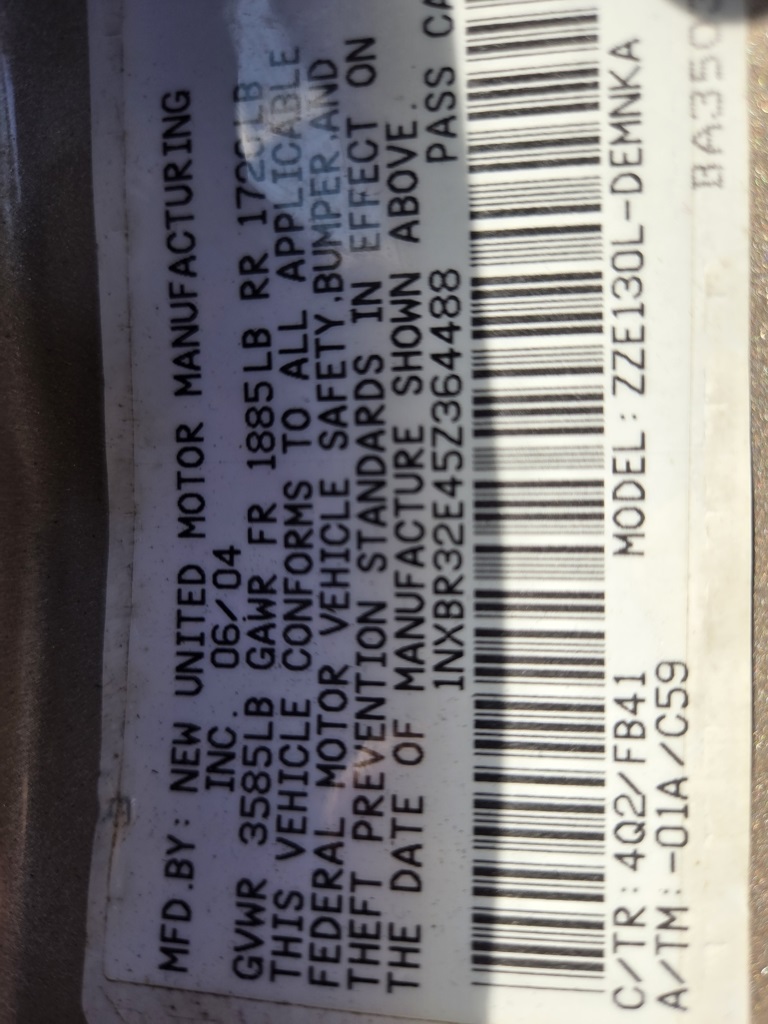 MFD.BY: NEW UNITED MOTOR MANUFACTURING
INC. 06/04
GVWR 3585LB GAWR FR 1885LB RR LB
THIS VEHICLE CONFORMS TO ALL APPLICABLE
FEDERAL MOTOR VEHICLE SAFETY,BUMPER,AND
THEFT PREVENTION STANDARDS IN EFFECT ON
THE DATE OF MANUFACTURE SHOWN ABOVE.
1NXBR32E45Z364488 PASS
C/TR:4Q2/FB41 MODEL:ZZE130L-DEMNKA
A/TM:-01A/C59